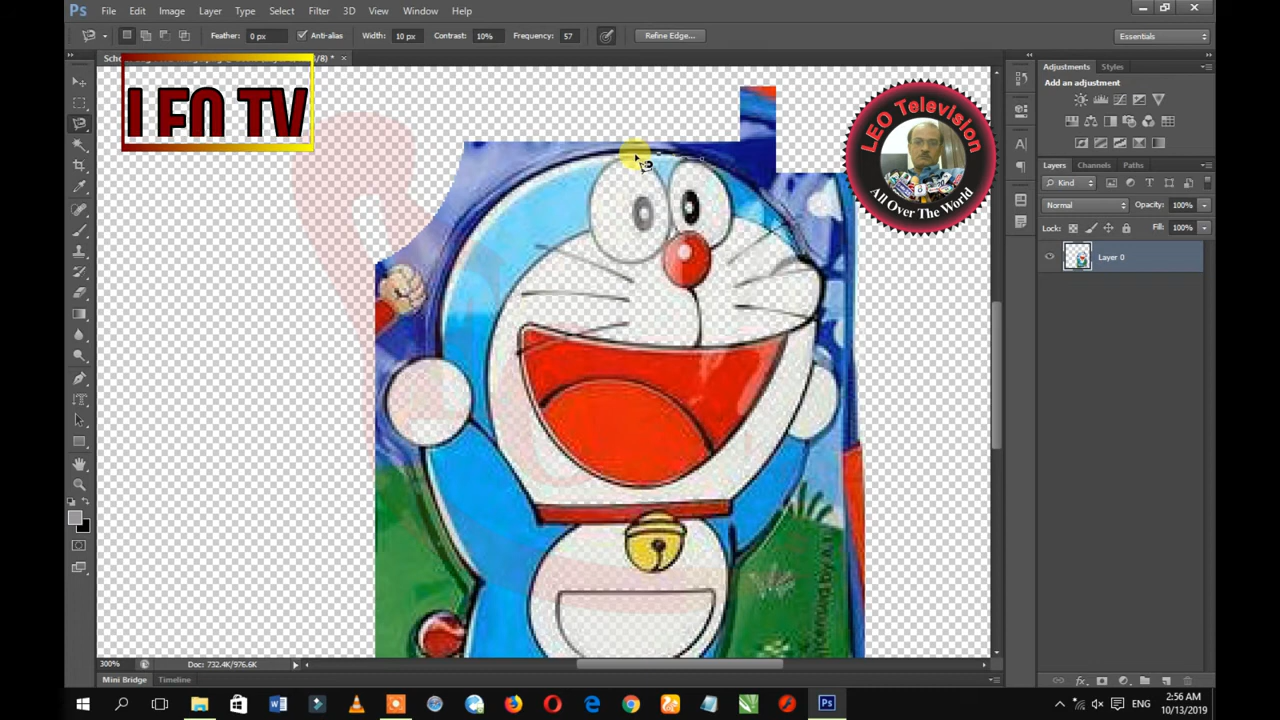 Ps File Edit Image Layer Type Select Filter 3D View Window Help
Feather: 0 px Anti-alias Width: 10 px Contrast: 10% Frequency: 57 Refine Edge... Essentials
LEO TV
LEO Television
All Over The World
Adjustments Styles
Add an adjustment
Layers Channels Paths
Kind
Normal Opacity: 100%
Lock: Fill: 100%
Layer 0
300% Doc: 732.4K/976.6K
Mini Bridge Timeline
ENG
2:56 AM
10/13/2019